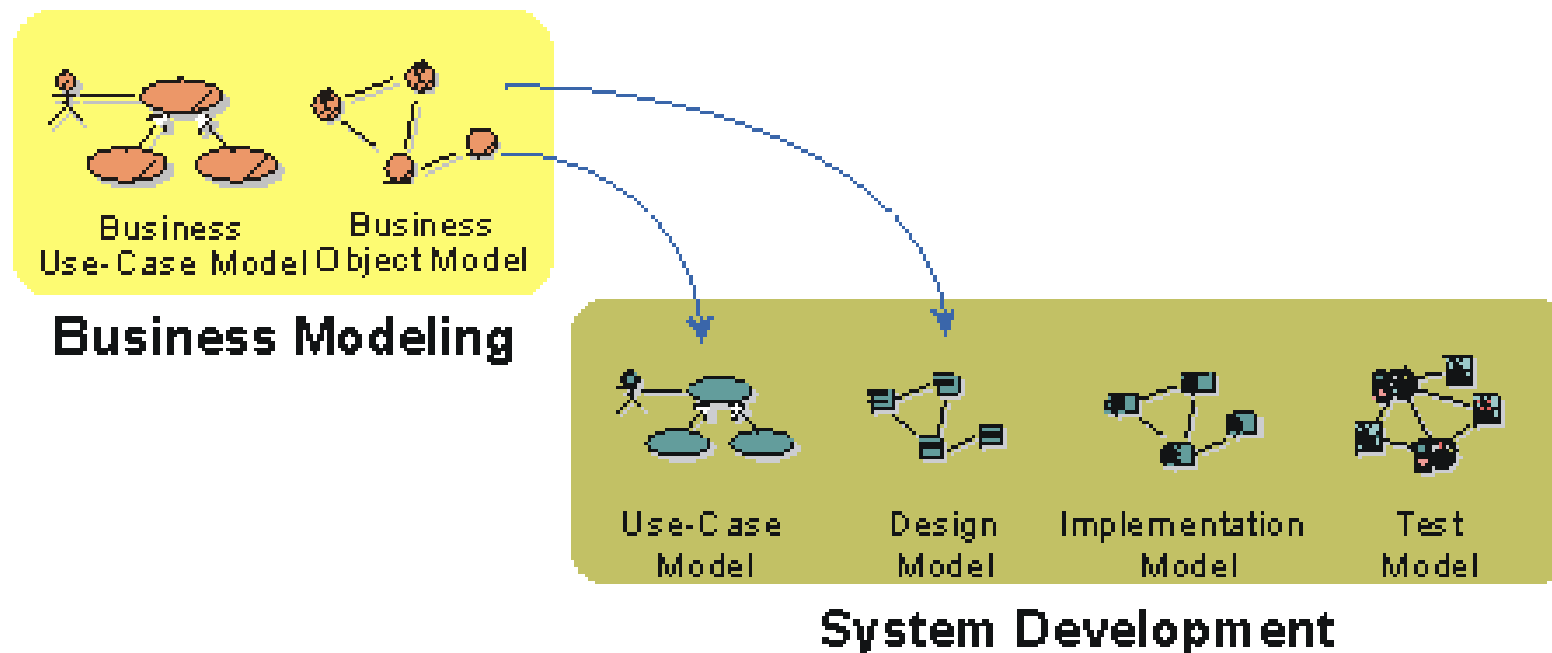 Business
Use-Case Model
Business
Object Model
Business Modeling
Use-Case
Model
Design
Model
Implementation
Model
Test
Model
System Development